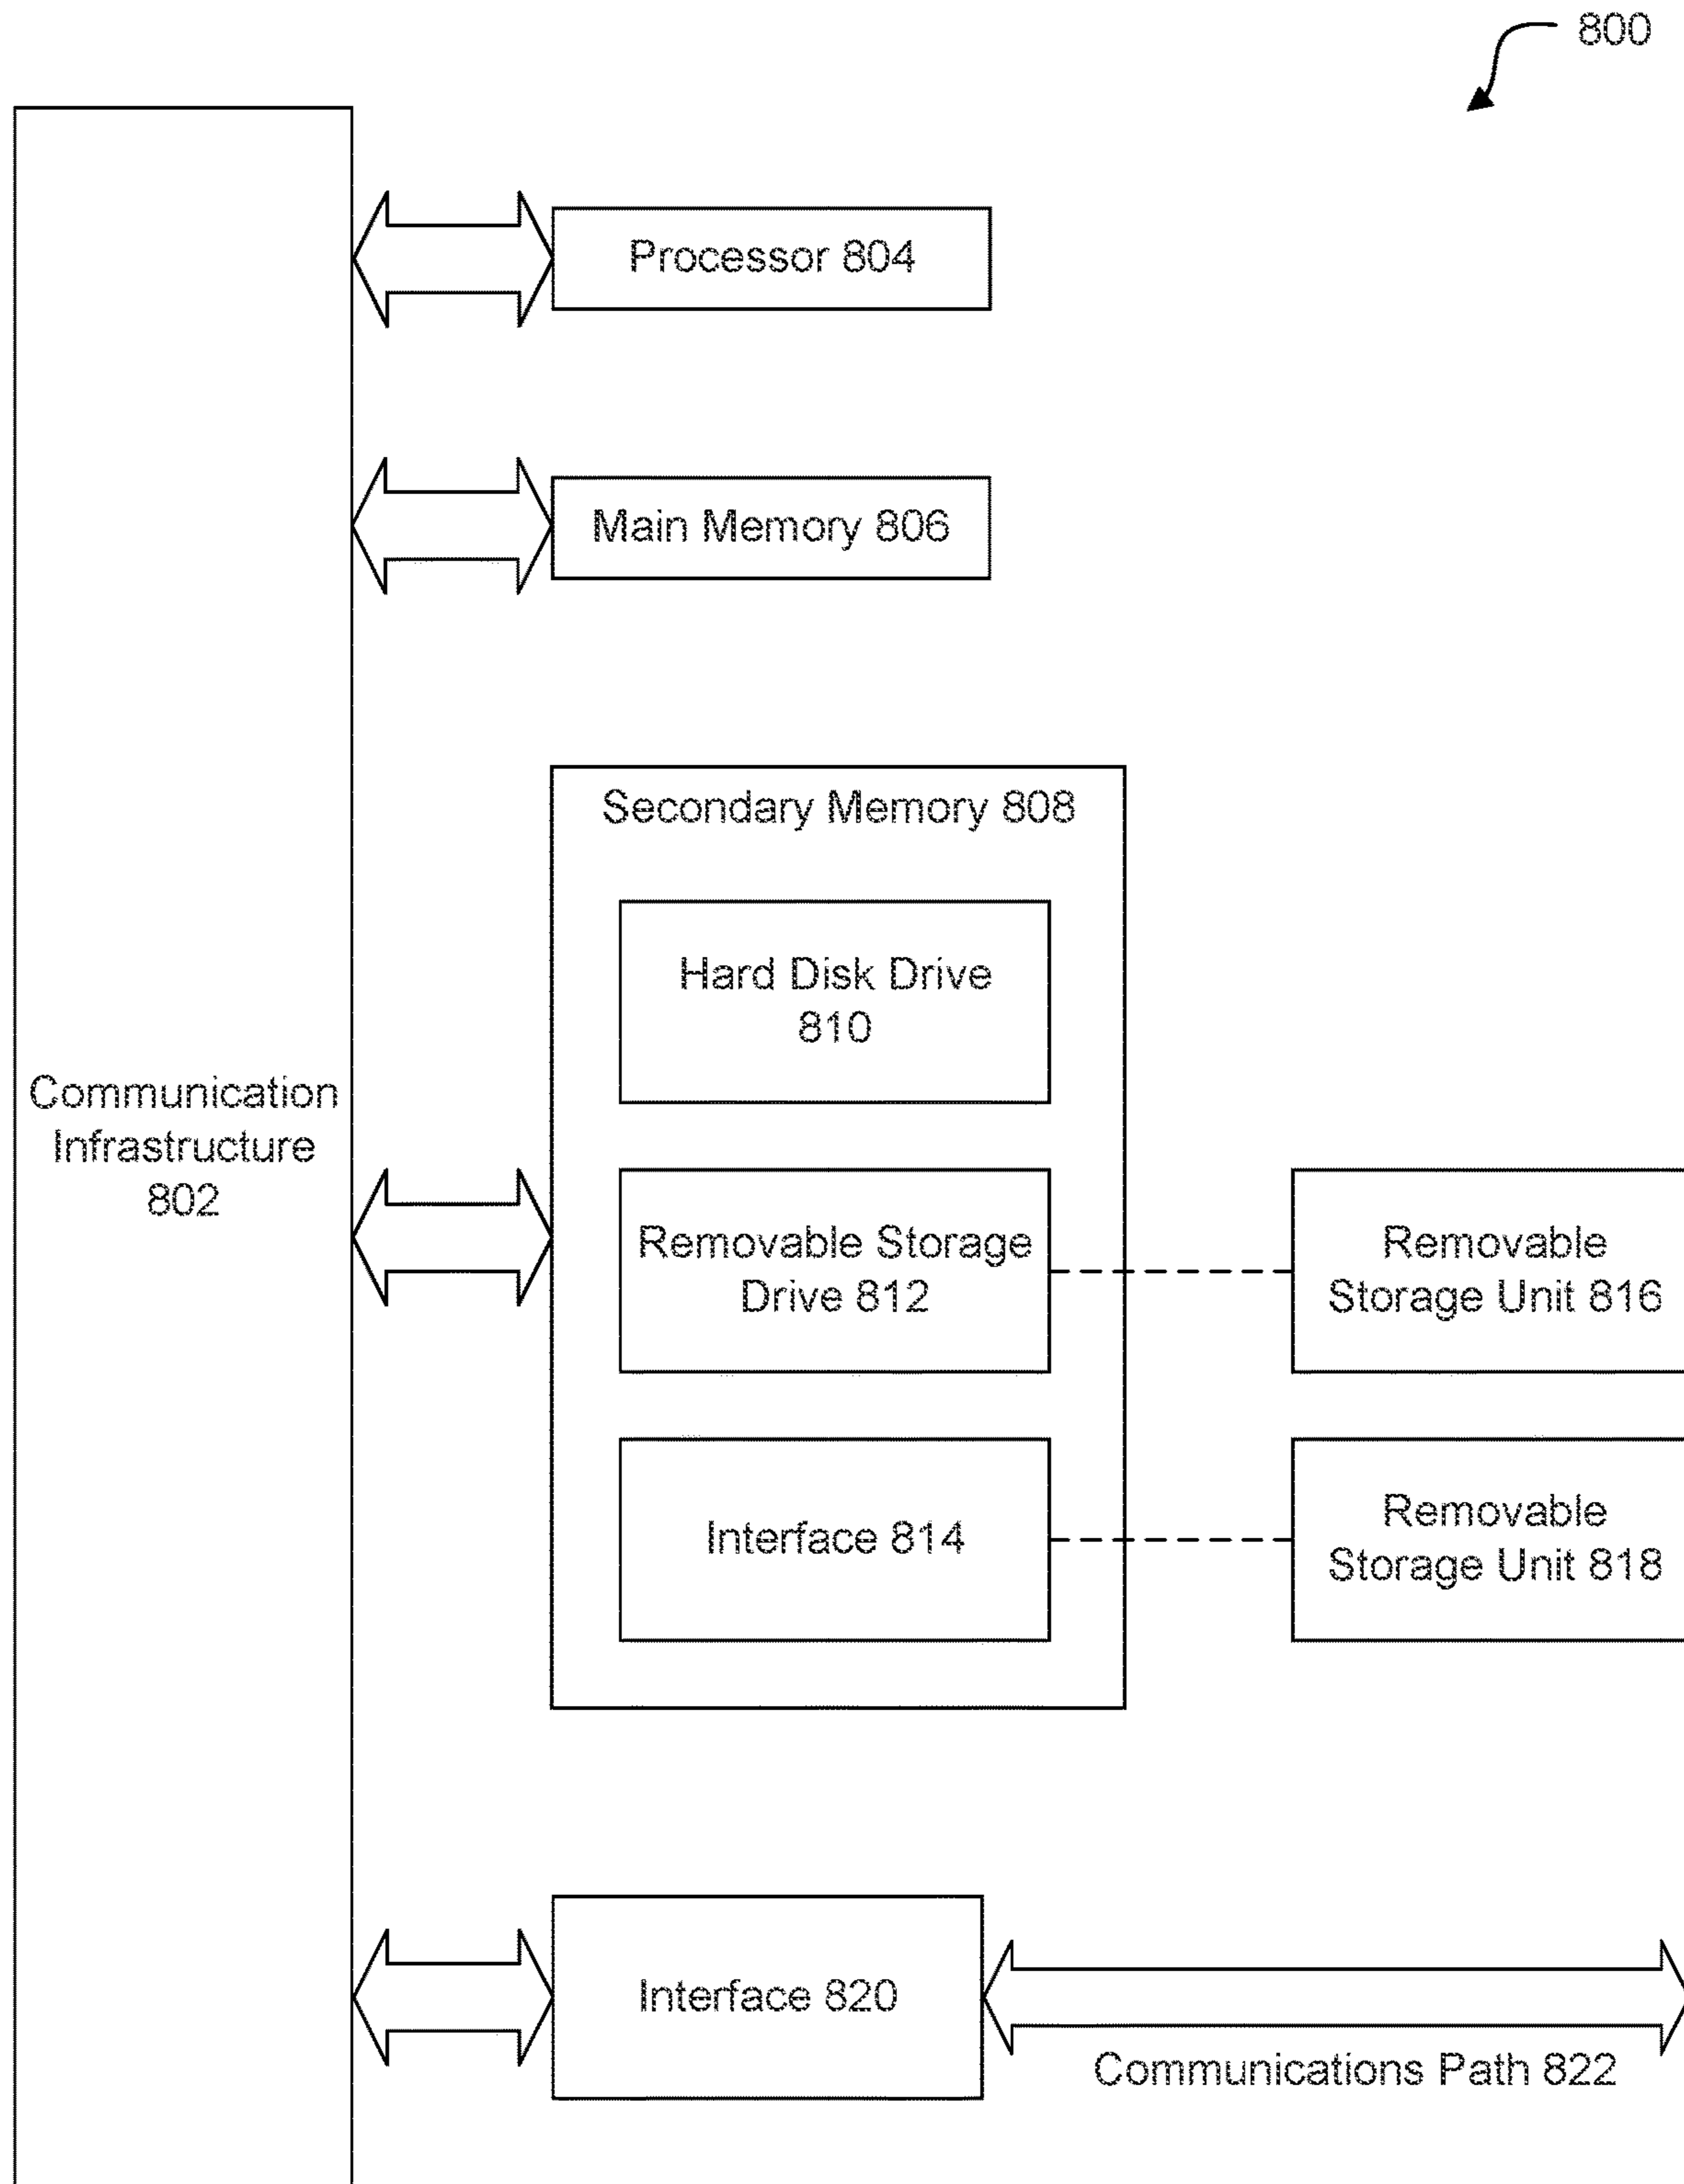 800
Processor 804
Main Memory 806
Secondary Memory 808
Hard Disk Drive
810
Communication
Infrastructure
802
Removable Storage
Drive 812
Removable
Storage Unit 816
Interface 814
Removable
Storage Unit 818
Interface 820
Communications Path 822